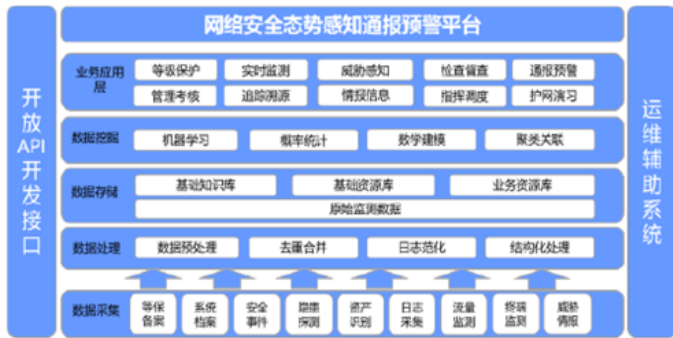 网络安全态势感知通报预警平台
开放API开发接口
业务应用层
等级保护 实时监测 威胁感知 检查督查 通报预警
管理考核 追踪溯源 情报信息 指挥调度 护网演习
数据挖掘
机器学习 概率统计 数学建模 聚类关联
数据存储
基础知识库 基础资源库 业务资源库
原始监测数据
数据处理
数据预处理 去重合并 日志范化 结构化处理
数据采集
等保备案 系统档案 安全事件 隐患探测 资产识别 日志采集 流量监测 终端监测 威胁情报
运维辅助系统